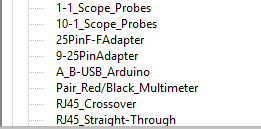 1-1_Scope_Probes
10-1_Scope_Probes
25PinF-FAdapter
9-25PinAdapter
A_B-USB_Arduino
Pair_Red/Black_Multimeter
RJ45_Crossover
RJ45_Straight-Through